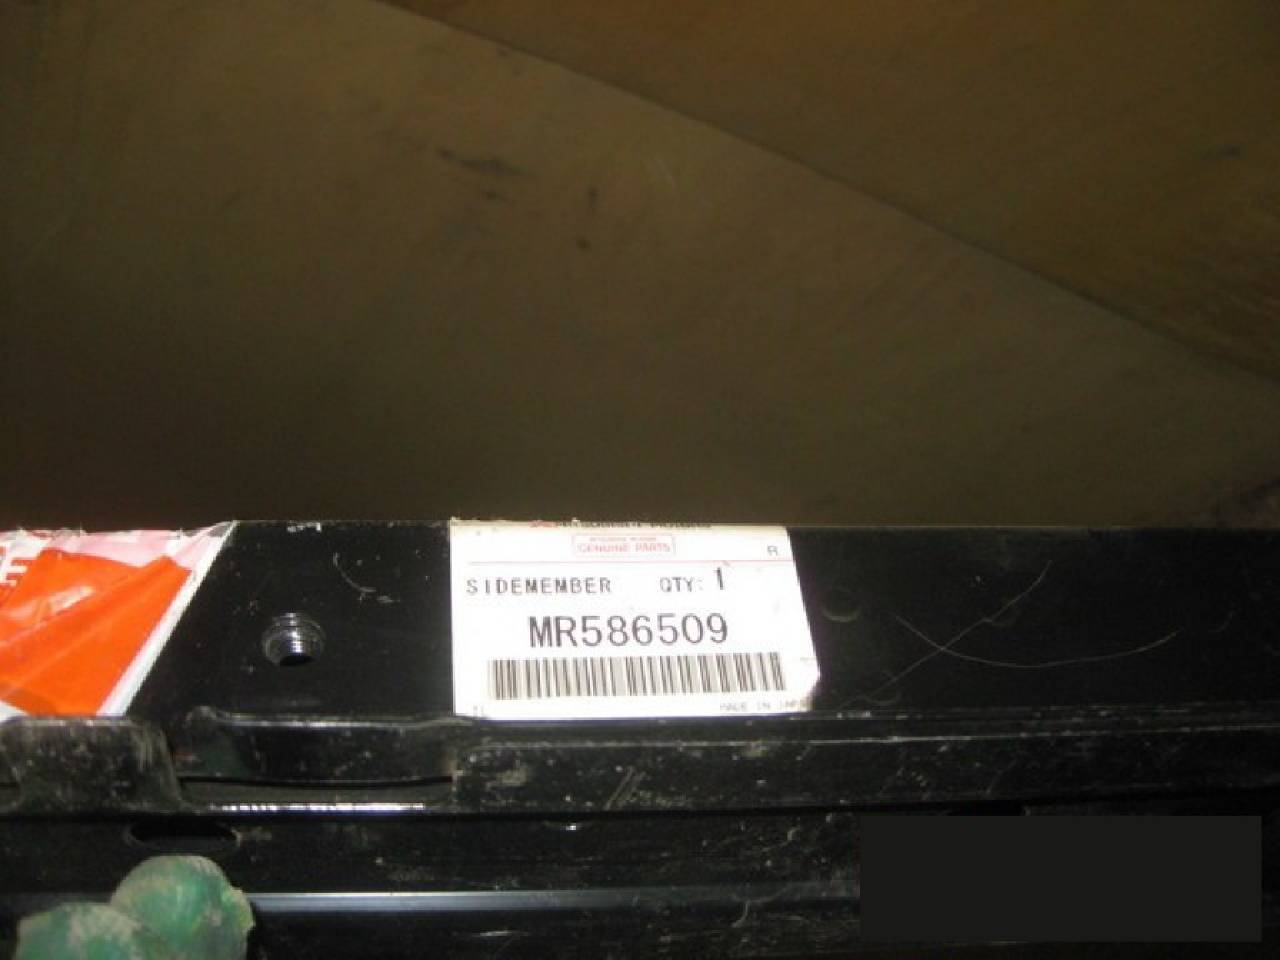 GENUINE PARTS
R
SIDEMEMBER QTY: 1
MR586509
MADE IN JAPAN
E